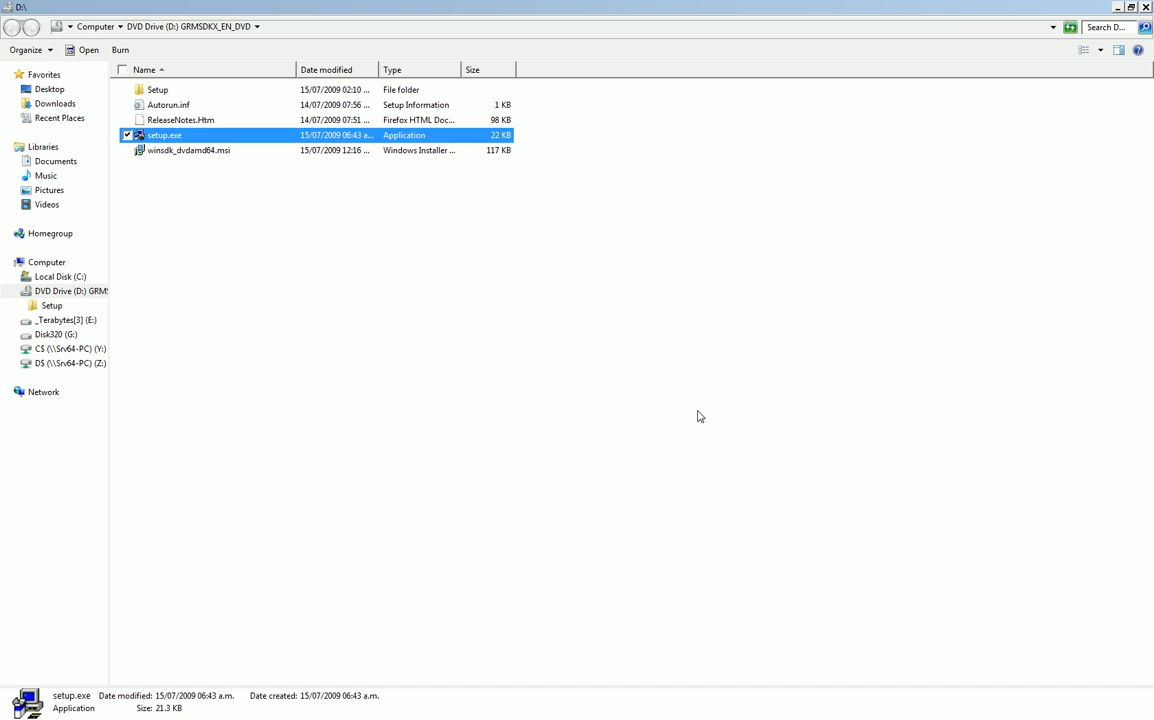 D:\
Computer DVD Drive (D:) GRMSDKX_EN_DVD Search D...
Organize Open Burn
Name Date modified Type Size
Setup 15/07/2009 02:10 ... File folder
Autorun.inf 14/07/2009 07:56 ... Setup Information 1 KB
ReleaseNotes.Htm 14/07/2009 07:51 ... Firefox HTML Doc... 98 KB
setup.exe 15/07/2009 06:43 a... Application 22 KB
winsdk_dvdamd64.msi 15/07/2009 12:16 ... Windows Installer ... 117 KB
Favorites
Desktop
Downloads
Recent Places
Libraries
Documents
Music
Pictures
Videos
Homegroup
Computer
Local Disk (C:)
DVD Drive (D:) GRMS
Setup
_Terabytes[3] (E:)
Disk320 (G:)
C$ (\\Srv64-PC) (Y:)
D$ (\\Srv64-PC) (Z:)
Network
setup.exe Date modified: 15/07/2009 06:43 a.m. Date created: 15/07/2009 06:43 a.m.
Application Size: 21.3 KB